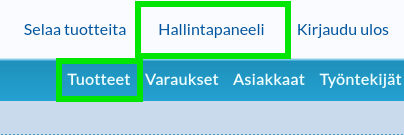 Selaa tuotteita Hallintapaneeli Kirjaudu ulos
Tuotteet Varaukset Asiakkaat Työntekijät